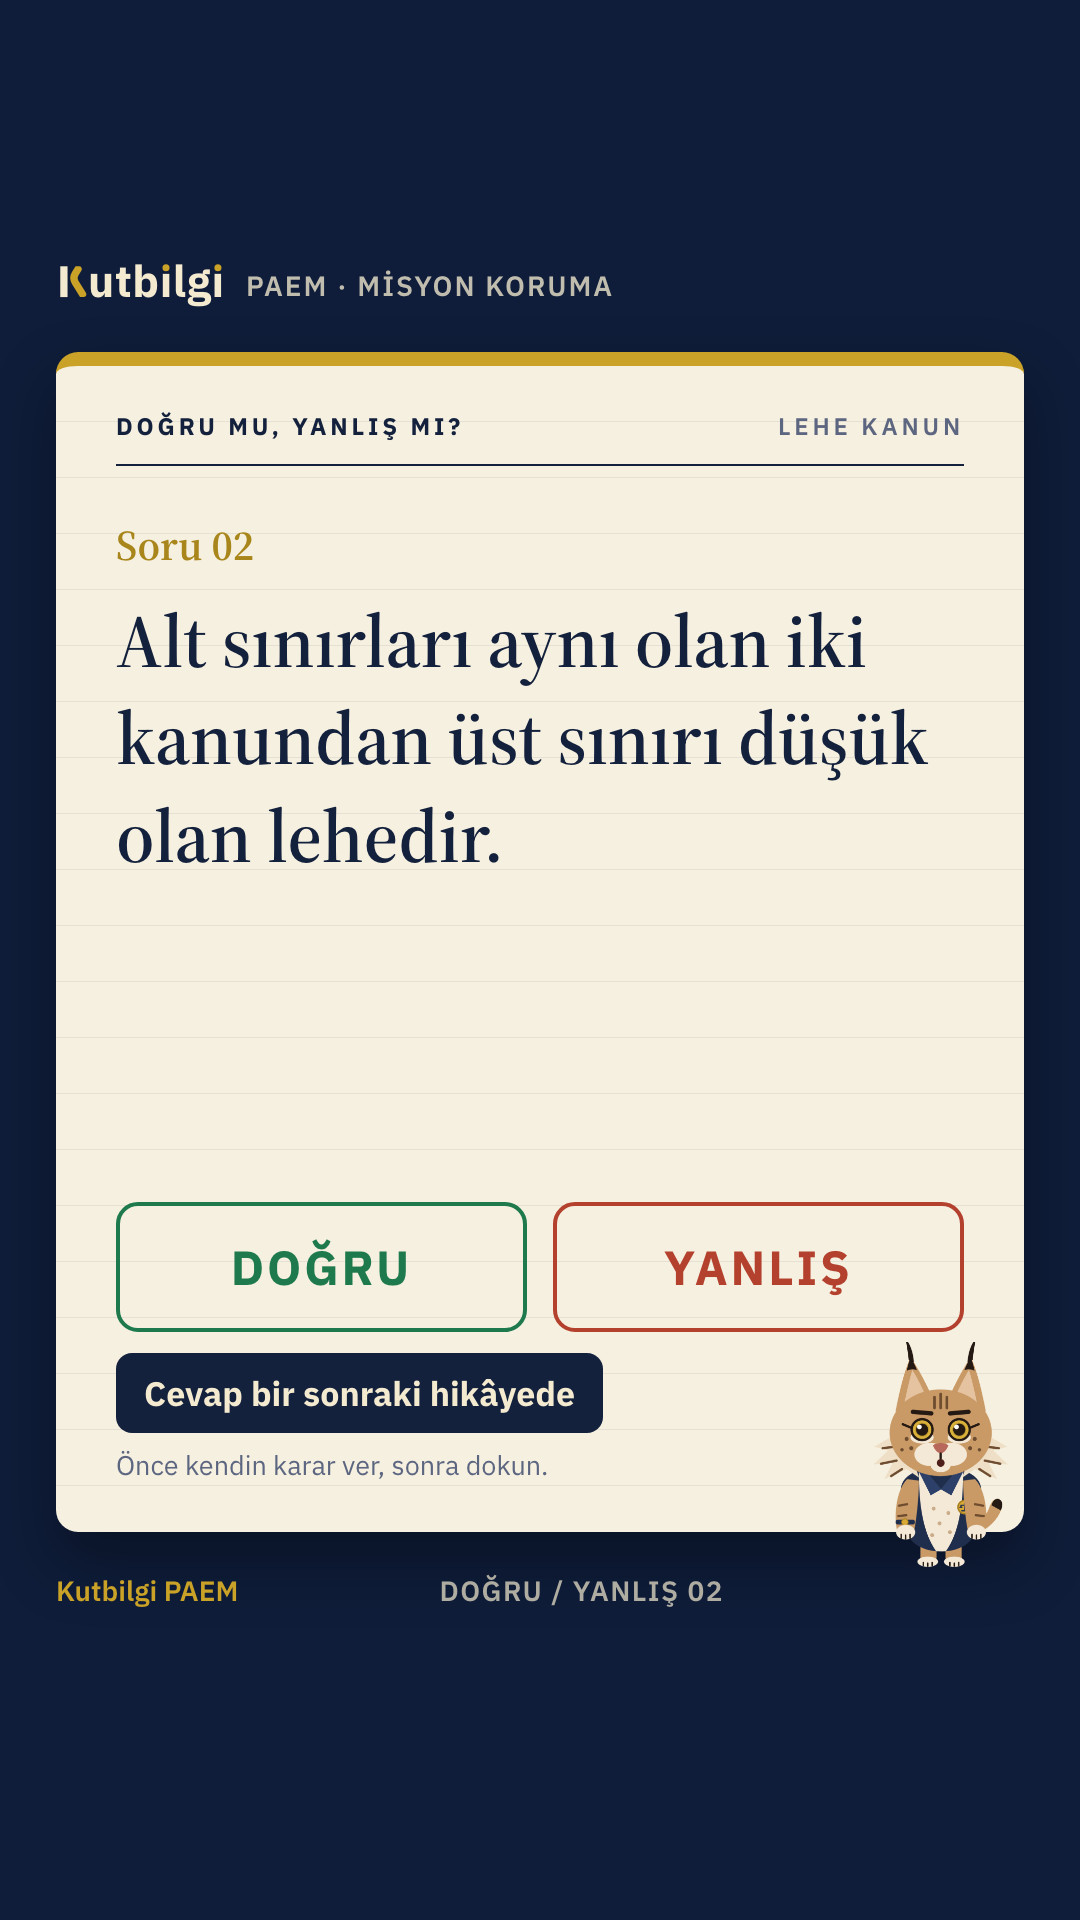 Kutbilgi PAEM · MİSYON KORUMA
DOĞRU MU, YANLIŞ MI? LEHE KANUN
Soru 02
Alt sınırları aynı olan iki
kanundan üst sınırı düşük
olan lehedir.
DOĞRU YANLIŞ
Cevap bir sonraki hikâyede
Önce kendin karar ver, sonra dokun.
Kutbilgi PAEM DOĞRU / YANLIŞ 02